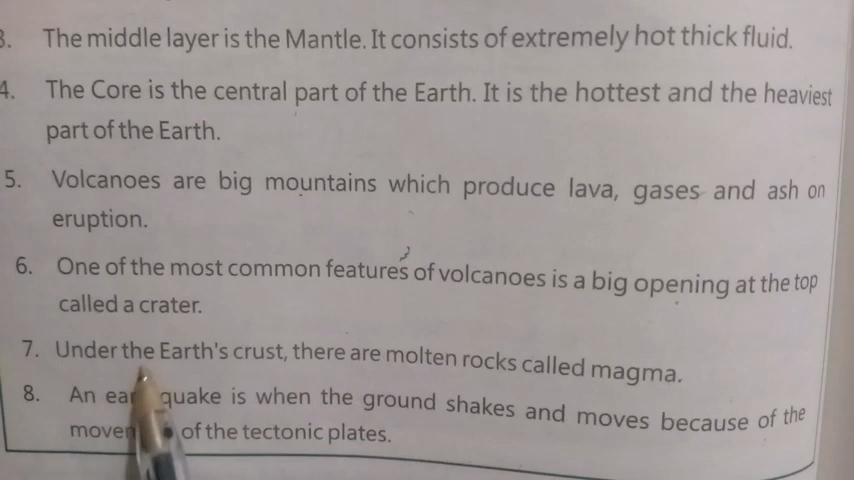 3. The middle layer is the Mantle. It consists of extremely hot thick fluid.
4. The Core is the central part of the Earth. It is the hottest and the heaviest
part of the Earth.
5. Volcanoes are big mountains which produce lava, gases and ash on
eruption.
6. One of the most common features of volcanoes is a big opening at the top
called a crater.
7. Under the Earth's crust, there are molten rocks called magma.
8. An is when the ground shakes and moves because of the
of the tectonic plates.